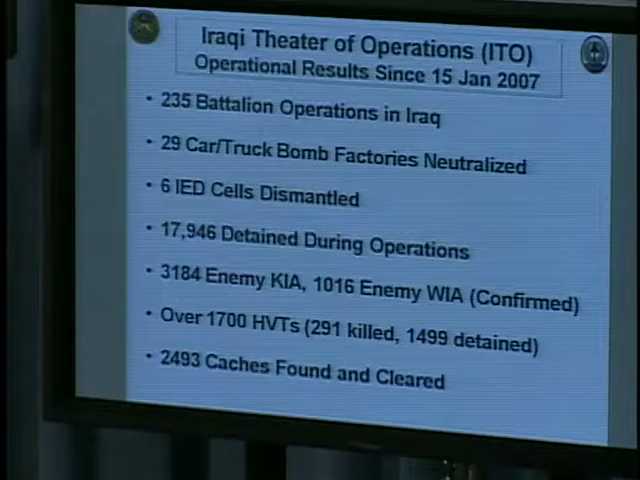 Iraqi Theater of Operations (ITO)
Operational Results Since 15 Jan 2007
• 235 Battalion Operations in Iraq
• 29 Car/Truck Bomb Factories Neutralized
• 6 IED Cells Dismantled
• 17,946 Detained During Operations
• 3184 Enemy KIA, 1016 Enemy WIA (Confirmed)
• Over 1700 HVTs (291 killed, 1499 detained)
• 2493 Caches Found and Cleared